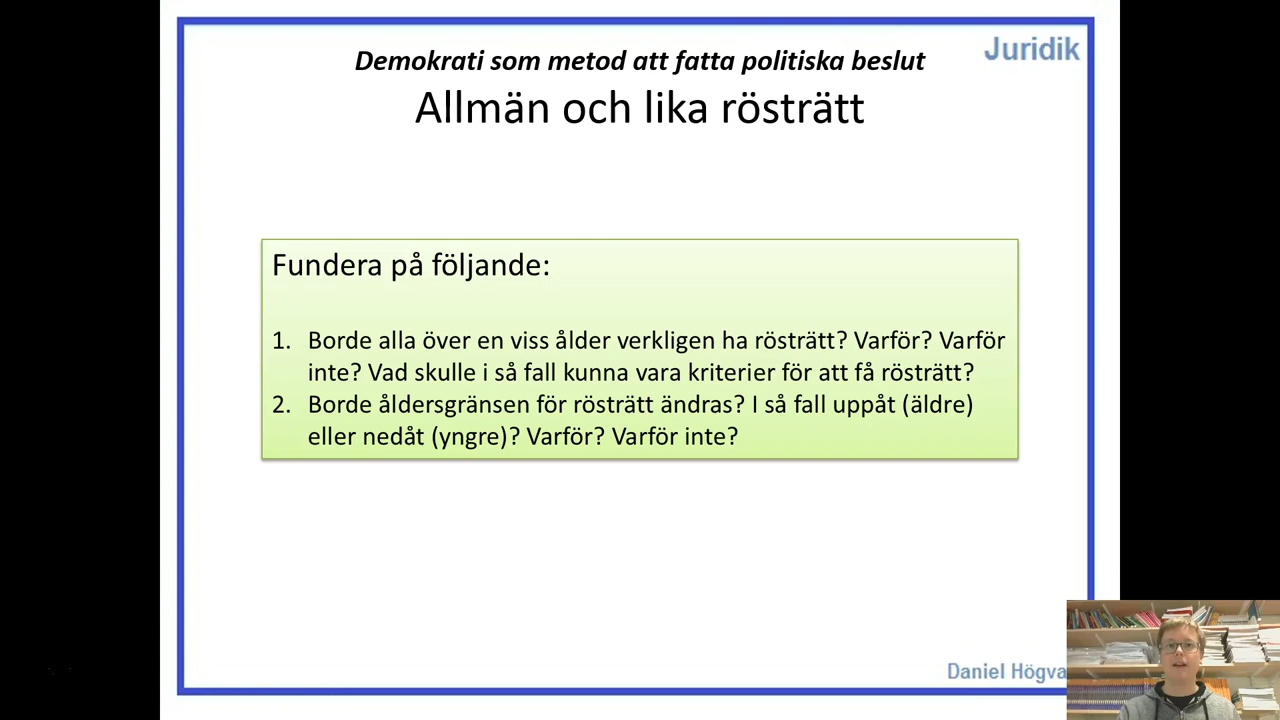 Juridik
Demokrati som metod att fatta politiska beslut
Allmän och lika rösträtt
Fundera på följande:
1. Borde alla över en viss ålder verkligen ha rösträtt? Varför? Varför
inte? Vad skulle i så fall kunna vara kriterier för att få rösträtt?
2. Borde åldersgränsen för rösträtt ändras? I så fall uppåt (äldre)
eller nedåt (yngre)? Varför? Varför inte?
Daniel Högva